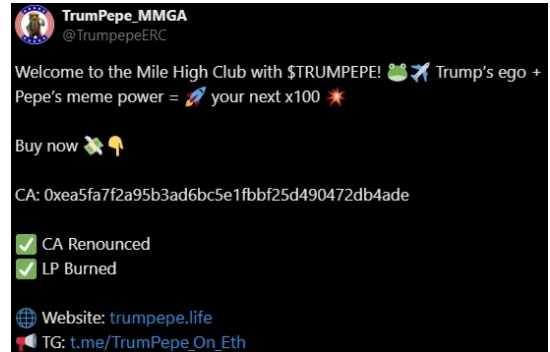 TrumPepe_MMGA
@TrumpepeERC
Welcome to the Mile High Club with $TRUMPEPE! 🐸✈️ Trump's ego +
Pepe's meme power = 🚀 your next x100 💥
Buy now 💸👇
CA: 0xea5fa7f2a95b3ad6bc5e1fbbf25d490472db4ade
✅ CA Renounced
✅ LP Burned
🌐 Website: trumpepe.life
📢 TG: t.me/TrumPepe_On_Eth